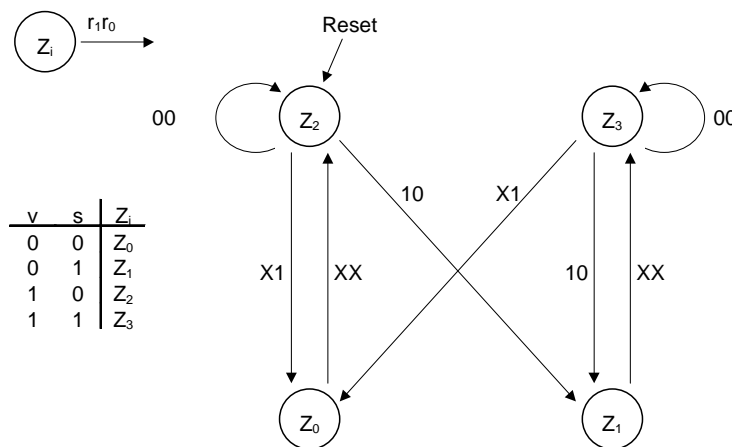 r₁r₀
Zᵢ
Reset
00
Z₂
Z₃
00
10
X1
v s Zᵢ
0 0 Z₀
0 1 Z₁
1 0 Z₂
1 1 Z₃
X1
XX
10
XX
Z₀
Z₁